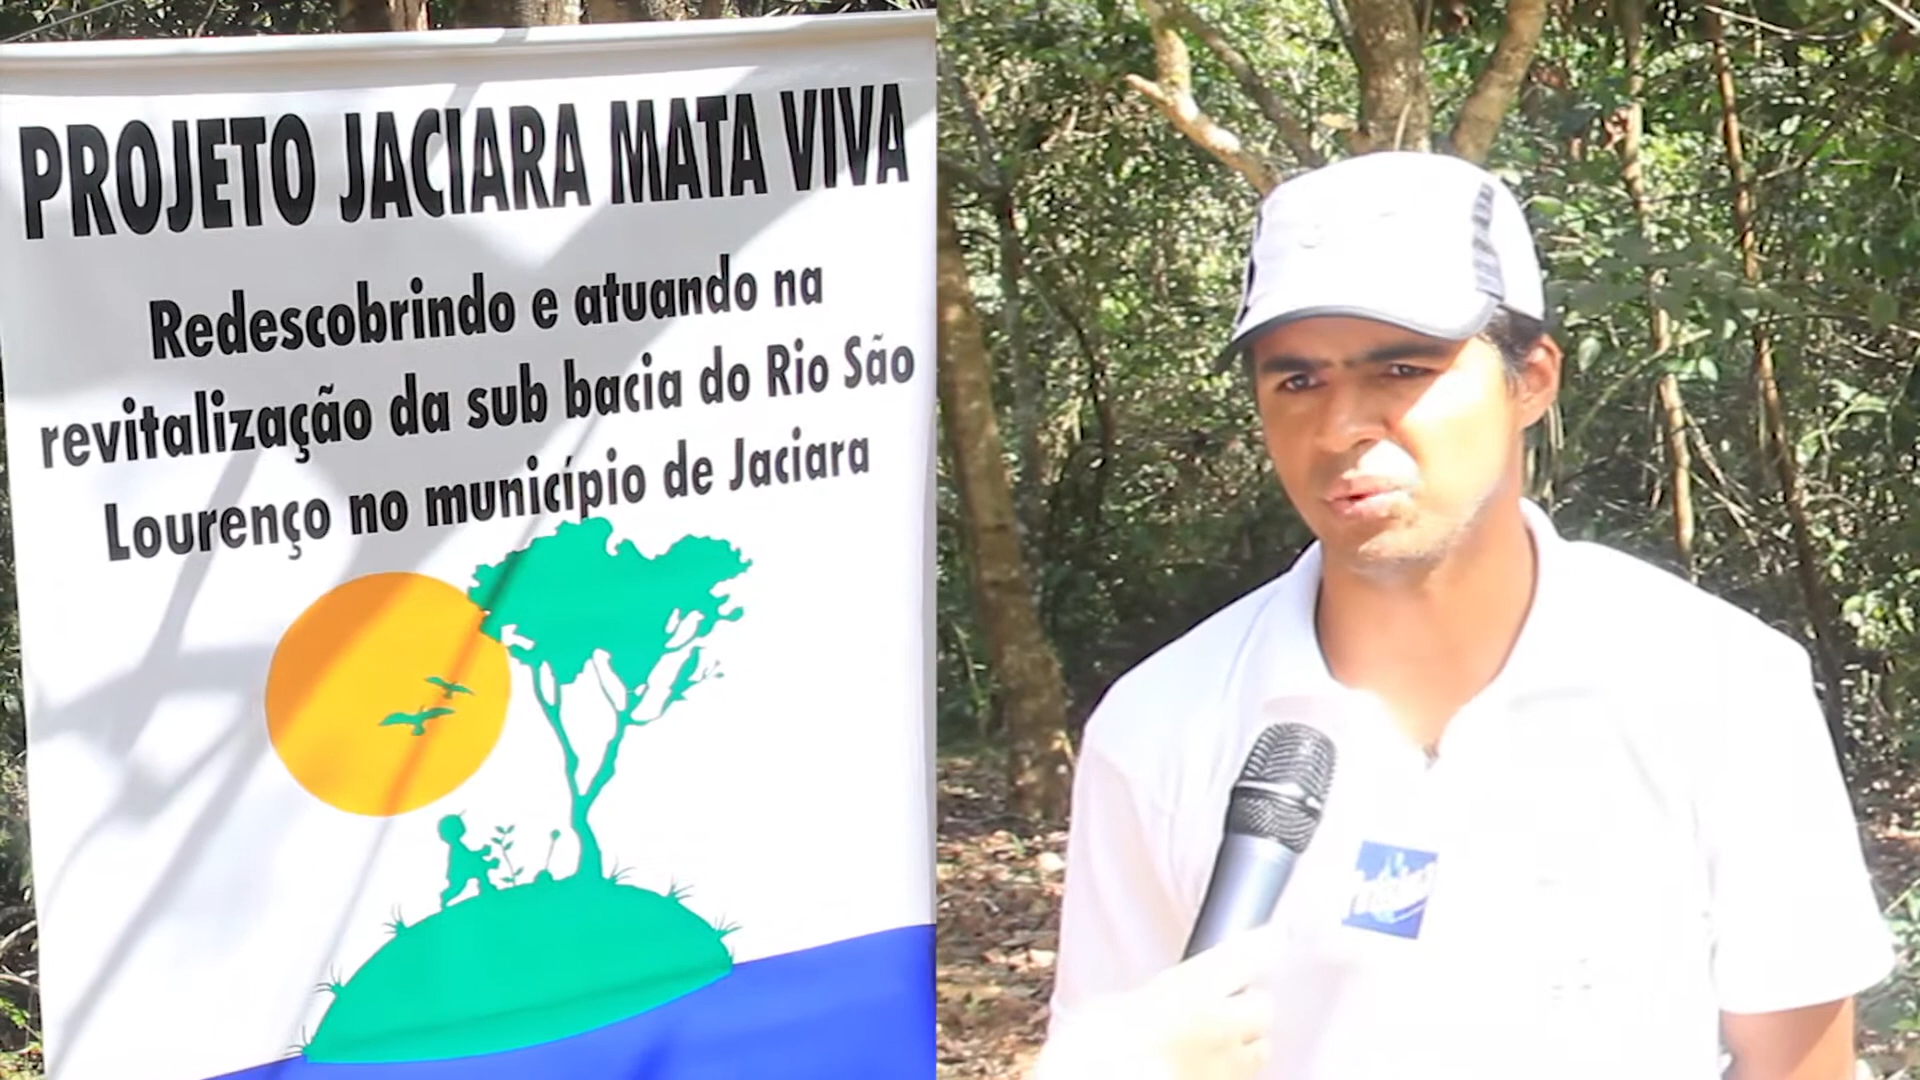 PROJETO JACIARA MATA VIVA
Redescobrindo e atuando na
revitalização da sub bacia do Rio São
Lourenço no município de Jaciara